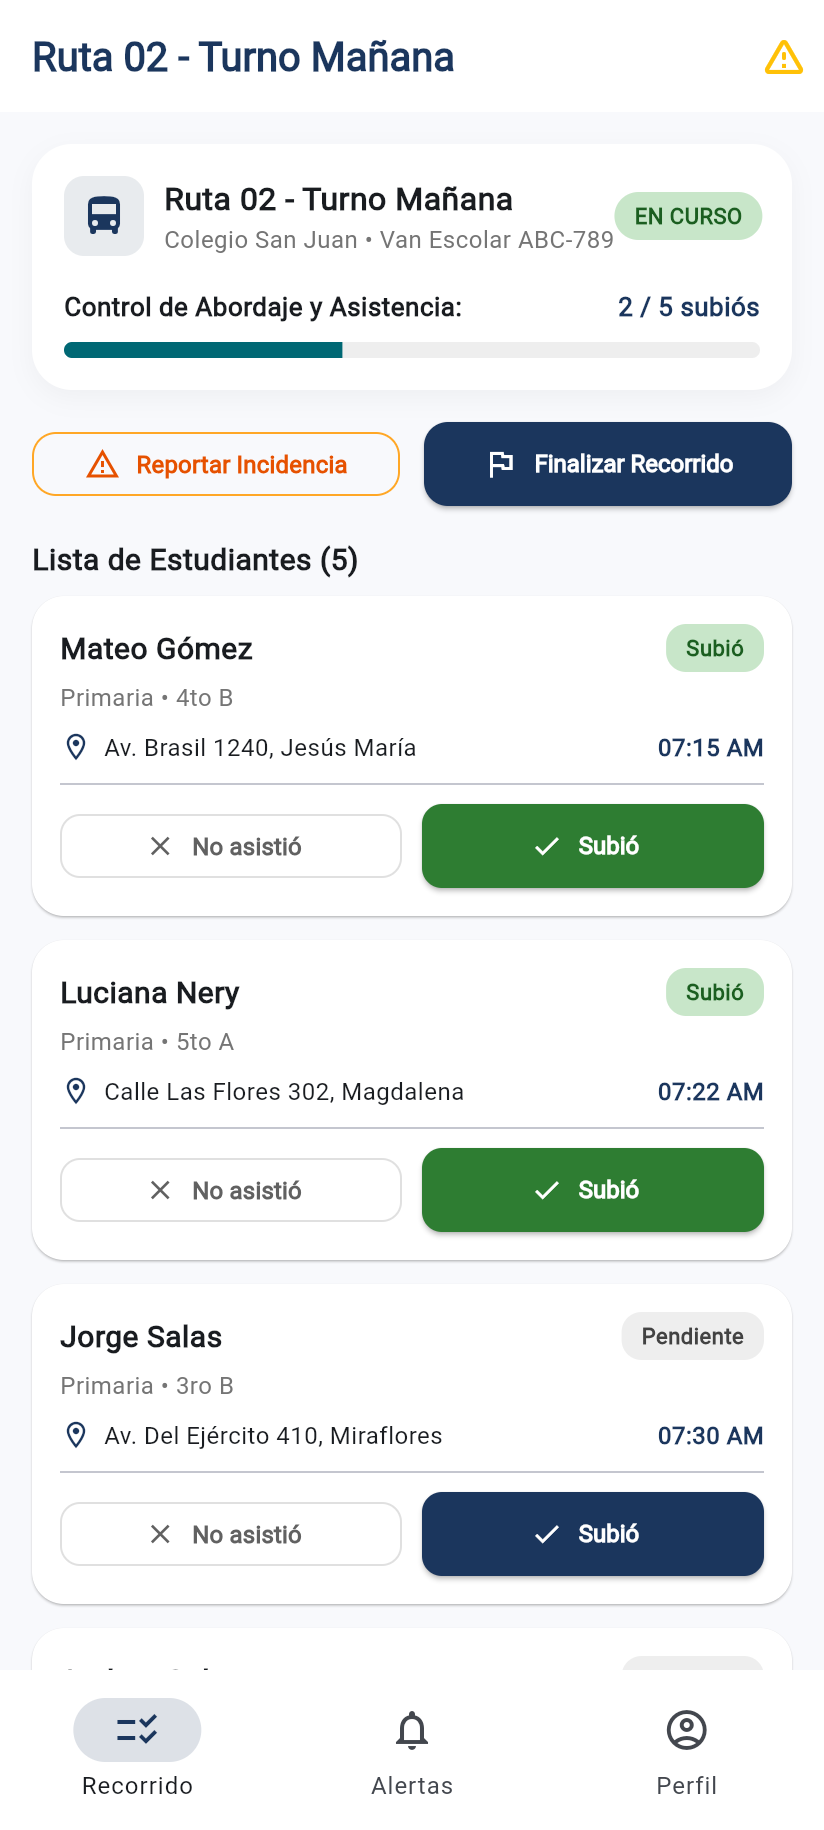 Ruta 02 - Turno Mañana
Ruta 02 - Turno Mañana
Colegio San Juan • Van Escolar ABC-789
EN CURSO
Control de Abordaje y Asistencia:
2 / 5 subiós
Reportar Incidencia
Finalizar Recorrido
Lista de Estudiantes (5)
Mateo Gómez
Subió
Primaria • 4to B
Av. Brasil 1240, Jesús María
07:15 AM
No asistió
Subió
Luciana Nery
Subió
Primaria • 5to A
Calle Las Flores 302, Magdalena
07:22 AM
No asistió
Subió
Jorge Salas
Pendiente
Primaria • 3ro B
Av. Del Ejército 410, Miraflores
07:30 AM
No asistió
Subió
Recorrido
Alertas
Perfil